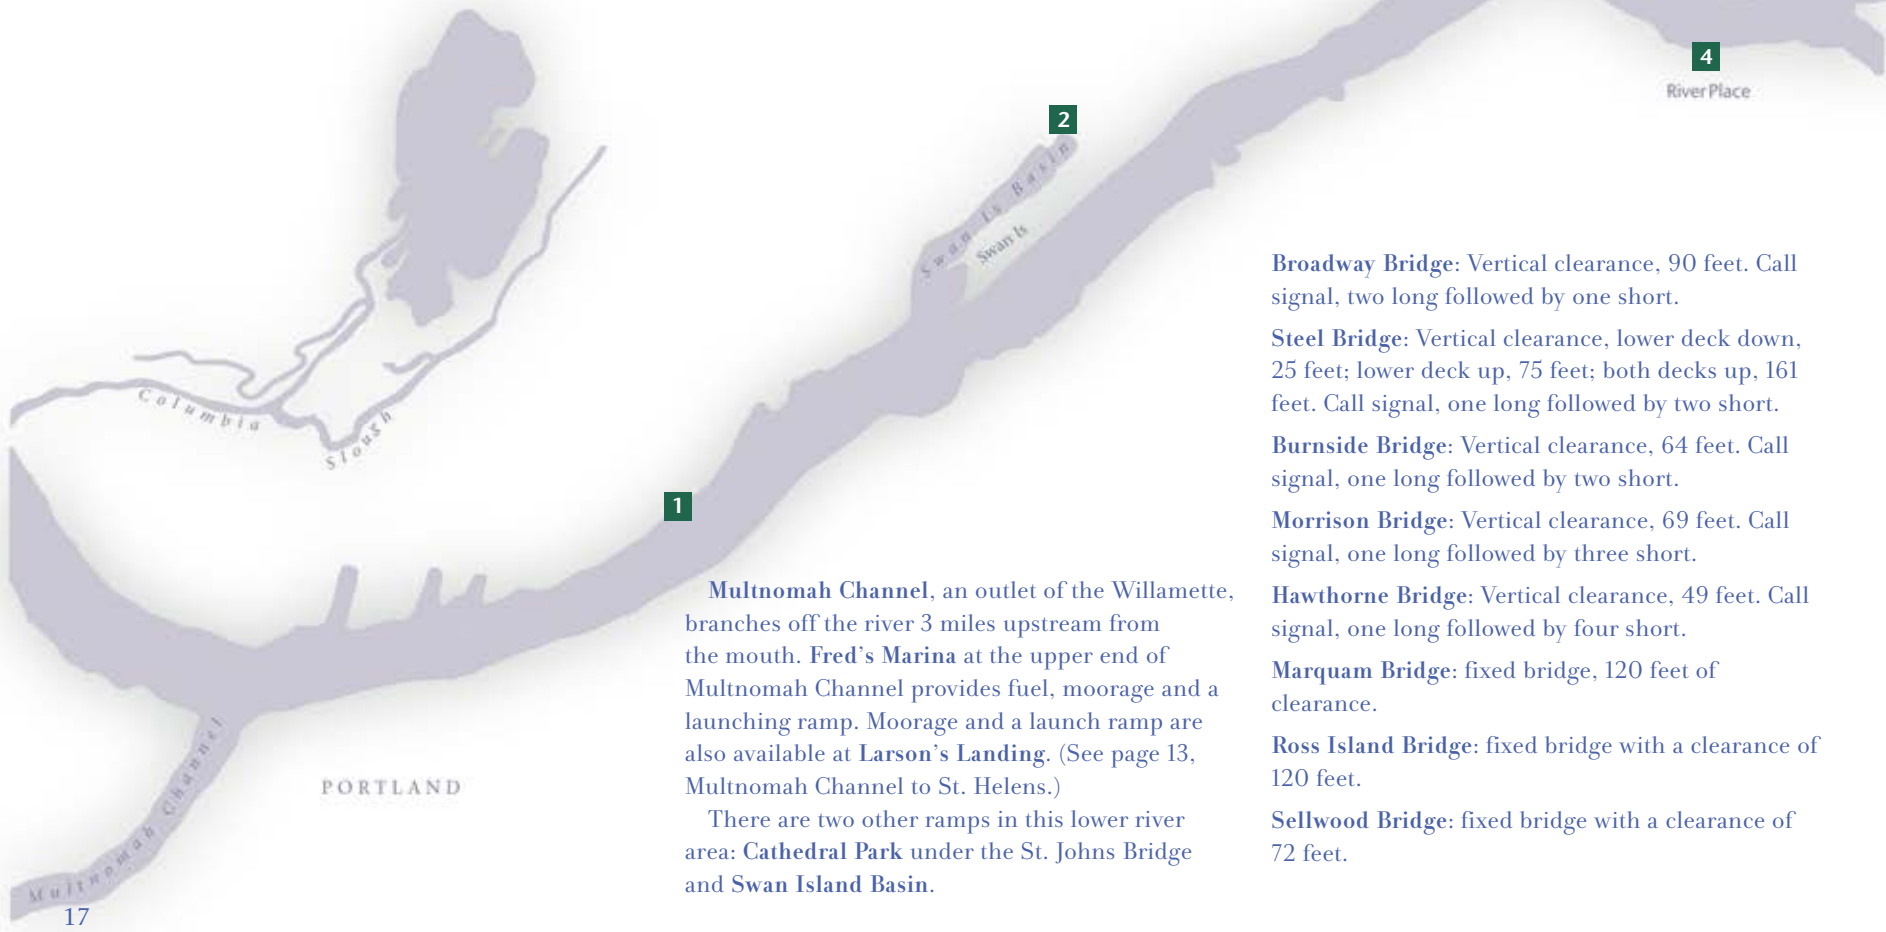 4
RiverPlace
2
Swan Is Basin
Swan Is
Columbia
Slough
1
Multnomah Channel
PORTLAND
Multnomah Channel, an outlet of the Willamette,
branches off the river 3 miles upstream from
the mouth. Fred’s Marina at the upper end of
Multnomah Channel provides fuel, moorage and a
launching ramp. Moorage and a launch ramp are
also available at Larson’s Landing. (See page 13,
Multnomah Channel to St. Helens.)
There are two other ramps in this lower river
area: Cathedral Park under the St. Johns Bridge
and Swan Island Basin.
Broadway Bridge: Vertical clearance, 90 feet. Call
signal, two long followed by one short.
Steel Bridge: Vertical clearance, lower deck down,
25 feet; lower deck up, 75 feet; both decks up, 161
feet. Call signal, one long followed by two short.
Burnside Bridge: Vertical clearance, 64 feet. Call
signal, one long followed by two short.
Morrison Bridge: Vertical clearance, 69 feet. Call
signal, one long followed by three short.
Hawthorne Bridge: Vertical clearance, 49 feet. Call
signal, one long followed by four short.
Marquam Bridge: fixed bridge, 120 feet of
clearance.
Ross Island Bridge: fixed bridge with a clearance of
120 feet.
Sellwood Bridge: fixed bridge with a clearance of
72 feet.
17